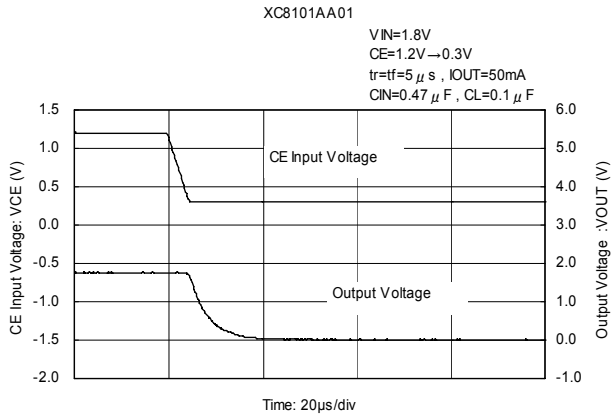 XC8101AA01
VIN=1.8V
CE=1.2V→0.3V
tr=tf=5μs , IOUT=50mA
CIN=0.47μF , CL=0.1μF
CE Input Voltage: VCE (V)
1.5
1.0
0.5
0.0
-0.5
-1.0
-1.5
-2.0
CE Input Voltage
Output Voltage
6.0
5.0
4.0
3.0
2.0
1.0
0.0
-1.0
Output Voltage :VOUT (V)
Time: 20μs/div